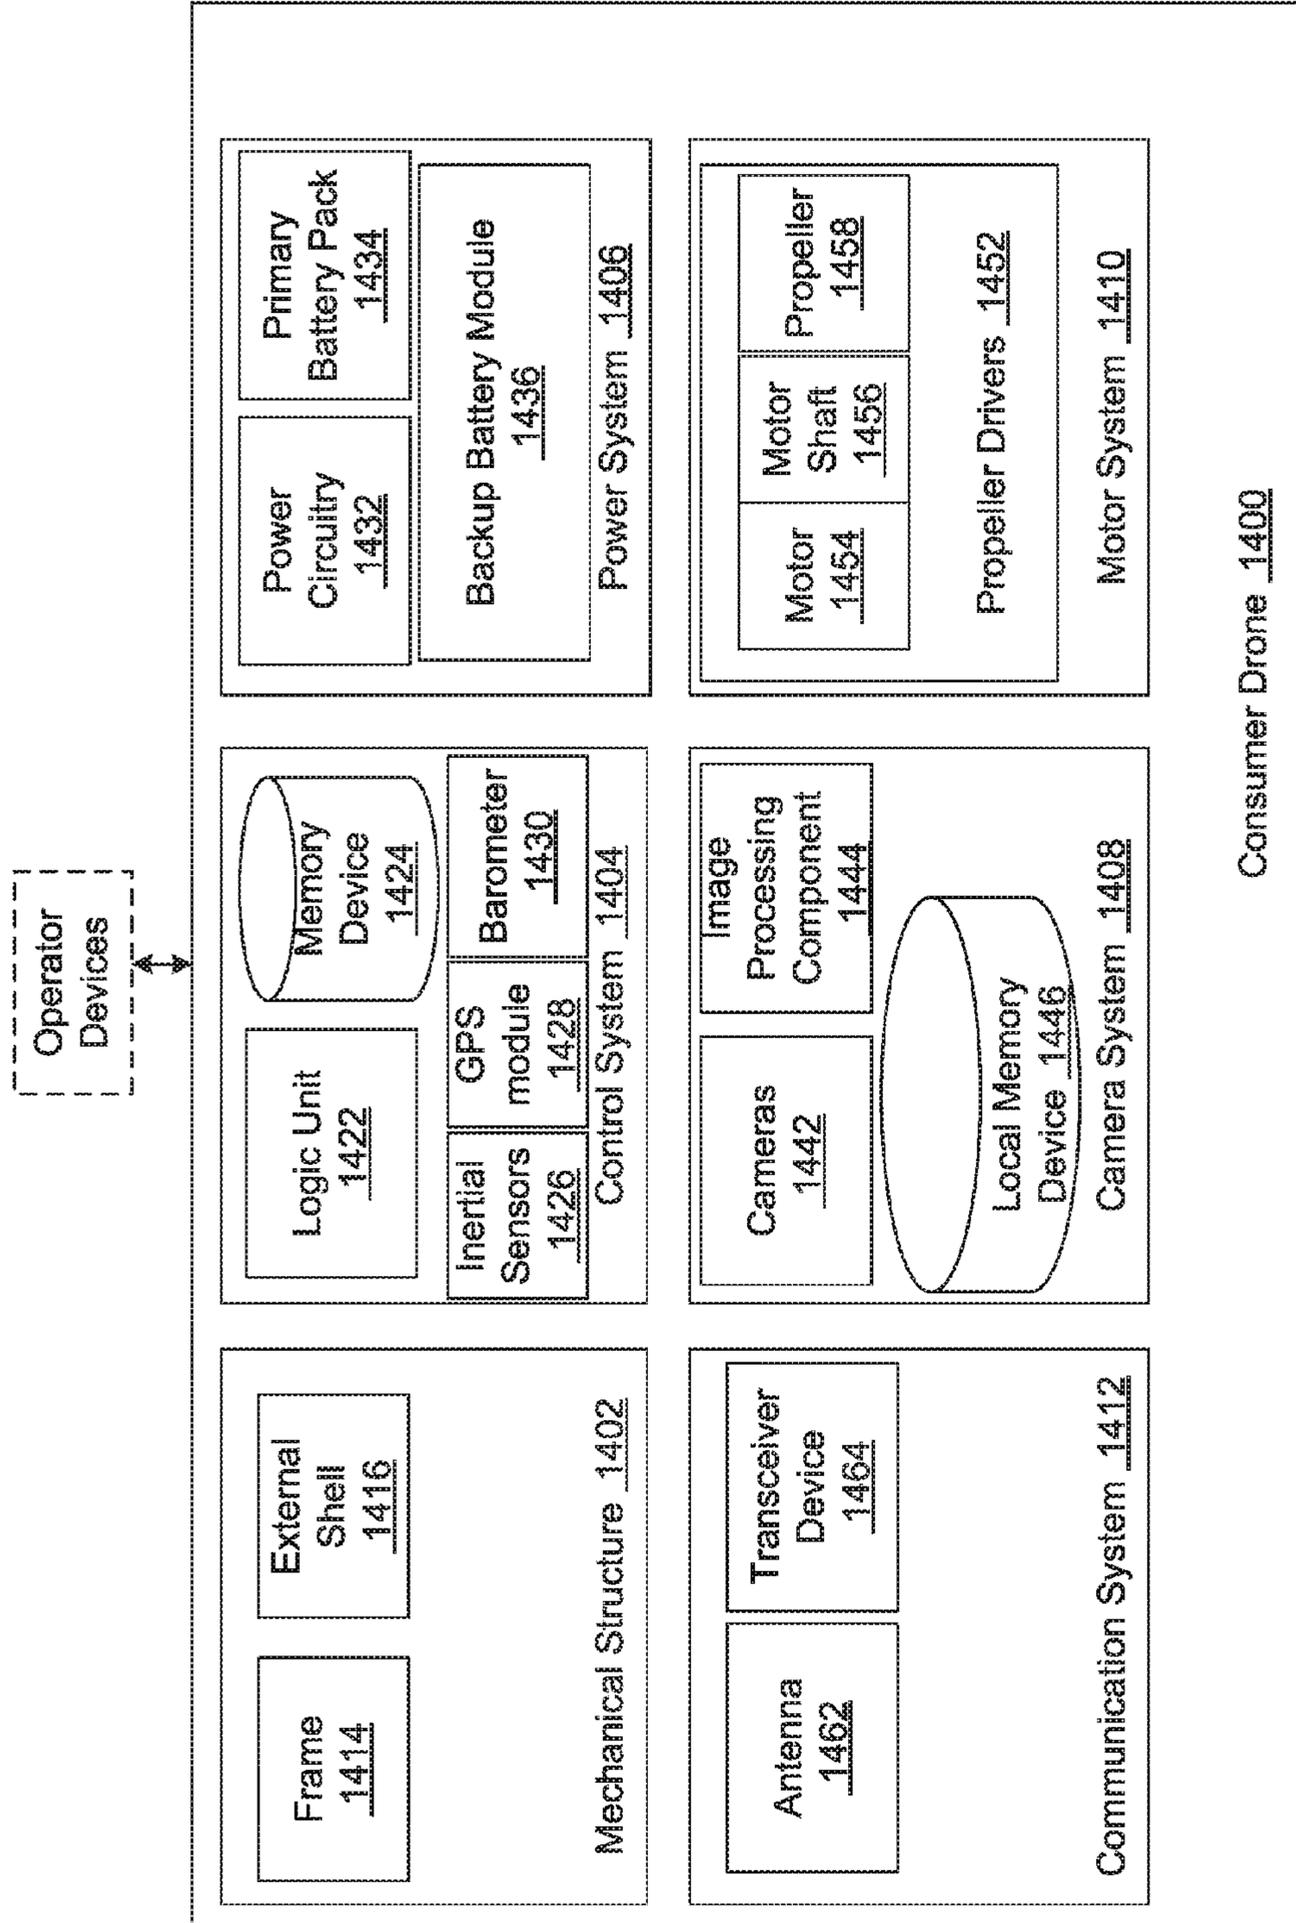 Operator
Devices
Frame
1414
External
Shell
1416
Mechanical Structure 1402
Logic Unit
1422
Memory
Device
1424
Inertial
Sensors
1426
GPS
module
1428
Barometer
1430
Control System 1404
Power
Circuitry
1432
Primary
Battery Pack
1434
Backup Battery Module
1436
Power System 1406
Antenna
1462
Transceiver
Device
1464
Communication System 1412
Cameras
1442
Image
Processing
Component
1444
Local Memory
Device 1446
Camera System 1408
Motor
1454
Motor
Shaft
1456
Propeller
1458
Propeller Drivers 1452
Motor System 1410
Consumer Drone 1400